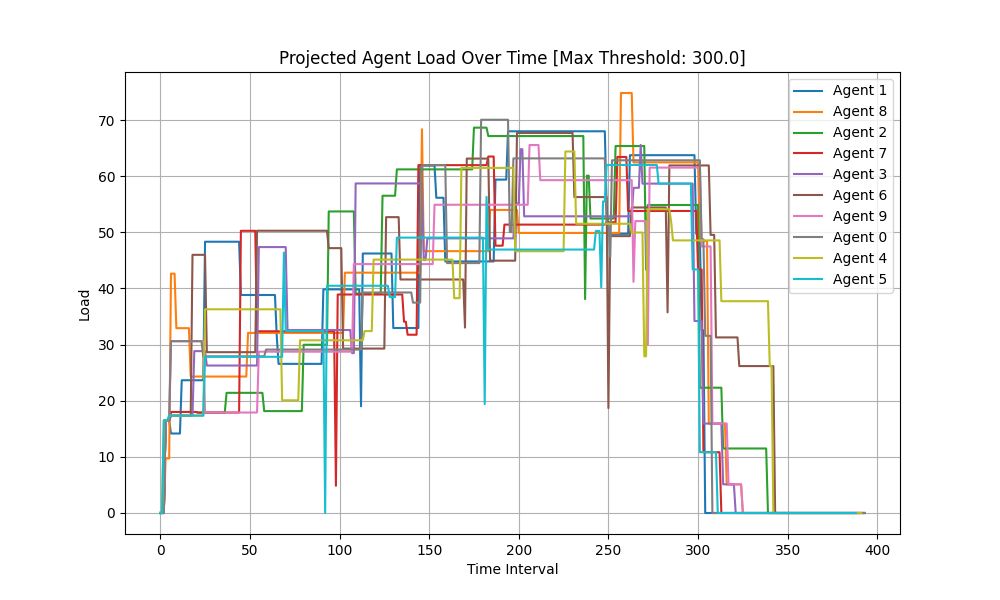 Projected Agent Load Over Time [Max Threshold: 300.0]
Load
70
60
50
40
30
20
10
0
0 50 100 150 200 250 300 350 400
Time Interval
Agent 1
Agent 8
Agent 2
Agent 7
Agent 3
Agent 6
Agent 9
Agent 0
Agent 4
Agent 5